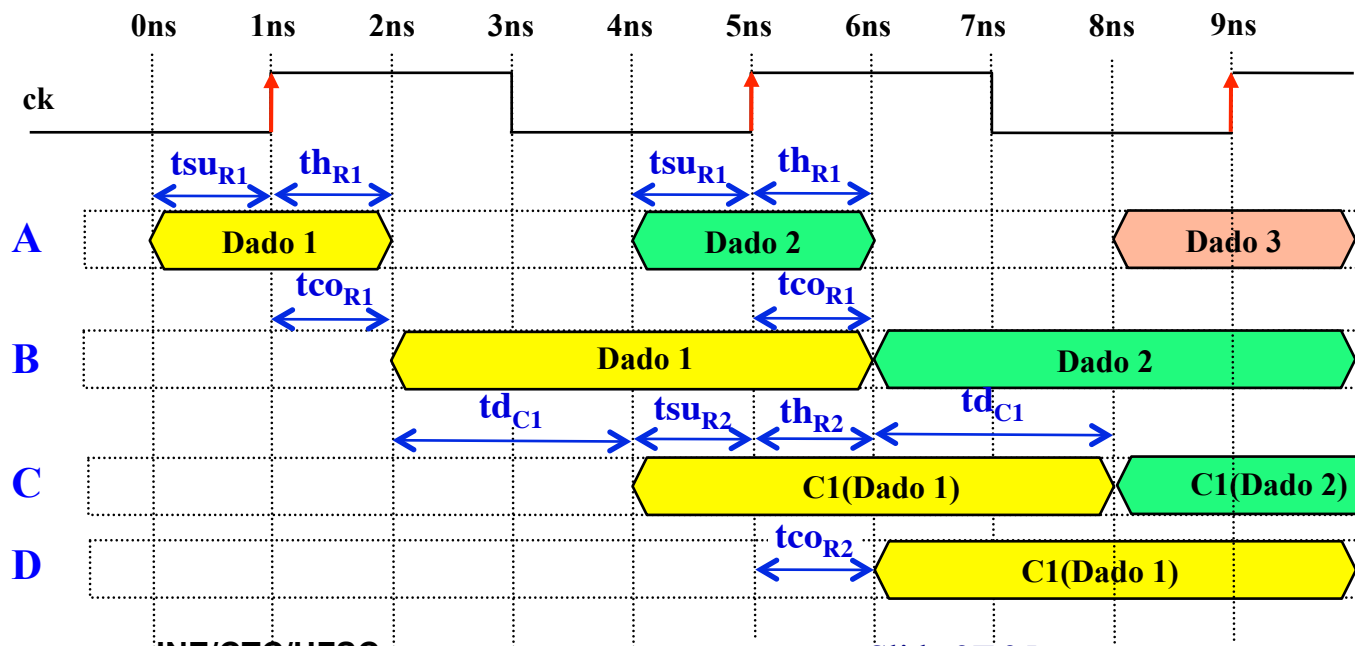 0ns 1ns 2ns 3ns 4ns 5ns 6ns 7ns 8ns 9ns
ck
tsuR1 thR1 tsuR1 thR1
A Dado 1 Dado 2 Dado 3
tcoR1 tcoR1
B Dado 1 Dado 2
tdC1 tsuR2 thR2 tdC1
C C1(Dado 1) C1(Dado 2)
tcoR2
D C1(Dado 1)